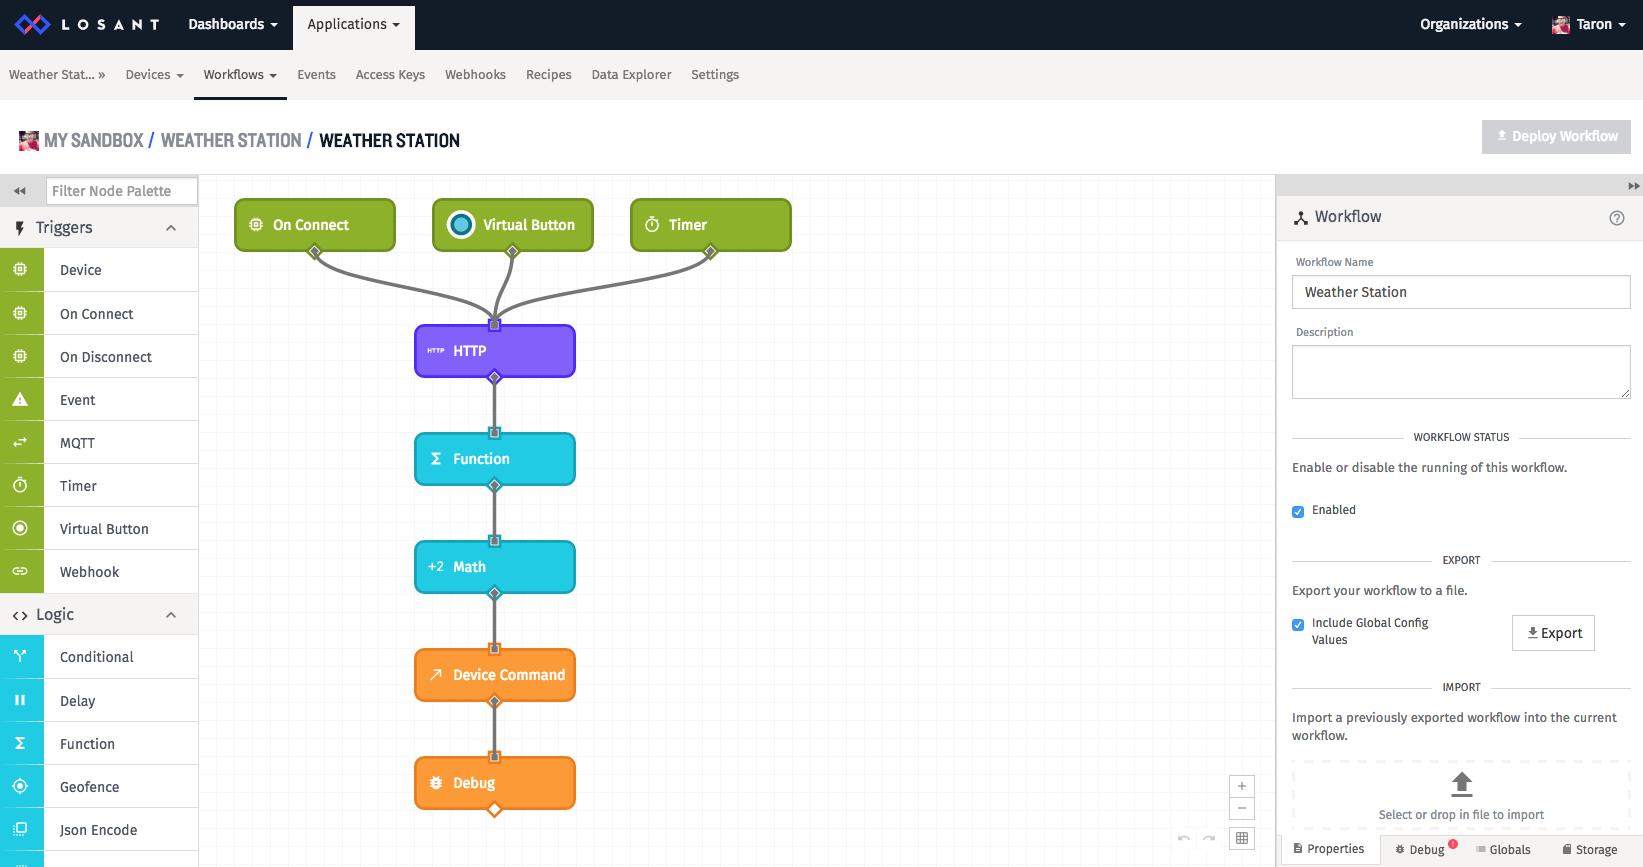 LOSANT Dashboards Applications Organizations Taron
Weather Stat... » Devices Workflows Events Access Keys Webhooks Recipes Data Explorer Settings
MY SANDBOX / WEATHER STATION / WEATHER STATION
Deploy Workflow
Filter Node Palette
Triggers
Device
On Connect
On Disconnect
Event
MQTT
Timer
Virtual Button
Webhook
Logic
Conditional
Delay
Function
Geofence
Json Encode
On Connect
Virtual Button
Timer
HTTP HTTP
Function
+2 Math
Device Command
Debug
Workflow
Workflow Name
Weather Station
Description
WORKFLOW STATUS
Enable or disable the running of this workflow.
Enabled
EXPORT
Export your workflow to a file.
Include Global Config
Values
Export
IMPORT
Import a previously exported workflow into the current
workflow.
Select or drop in file to import
Properties Debug ! Globals Storage